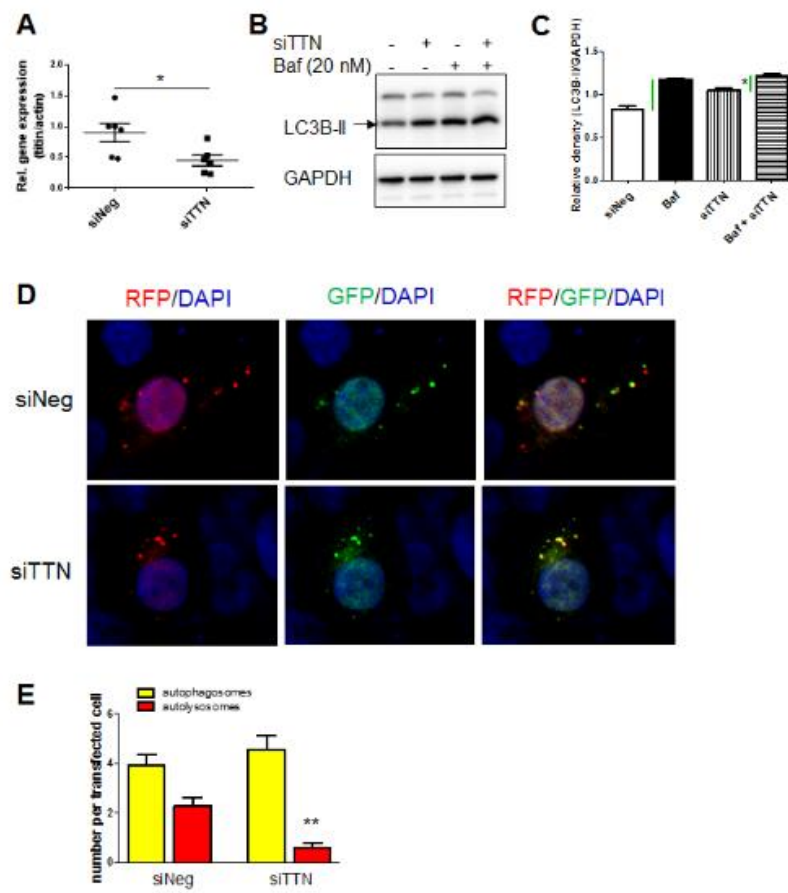 A
Rel. gene expression
(titin/actin)
2.0
1.5
1.0
0.5
0.0
*
siNeg
siTTN
B
siTTN - + - +
Baf (20 nM) - - + +
LC3B-II
GAPDH
C
Relative density (LC3B-II/GAPDH)
1.5
1.0
0.5
0.0
*
siNeg
Baf
siTTN
Baf + siTTN
D
RFP/DAPI GFP/DAPI RFP/GFP/DAPI
siNeg
siTTN
E
autophagosomes
autolysosomes
number per transfected cell
6
4
2
0
**
siNeg siTTN